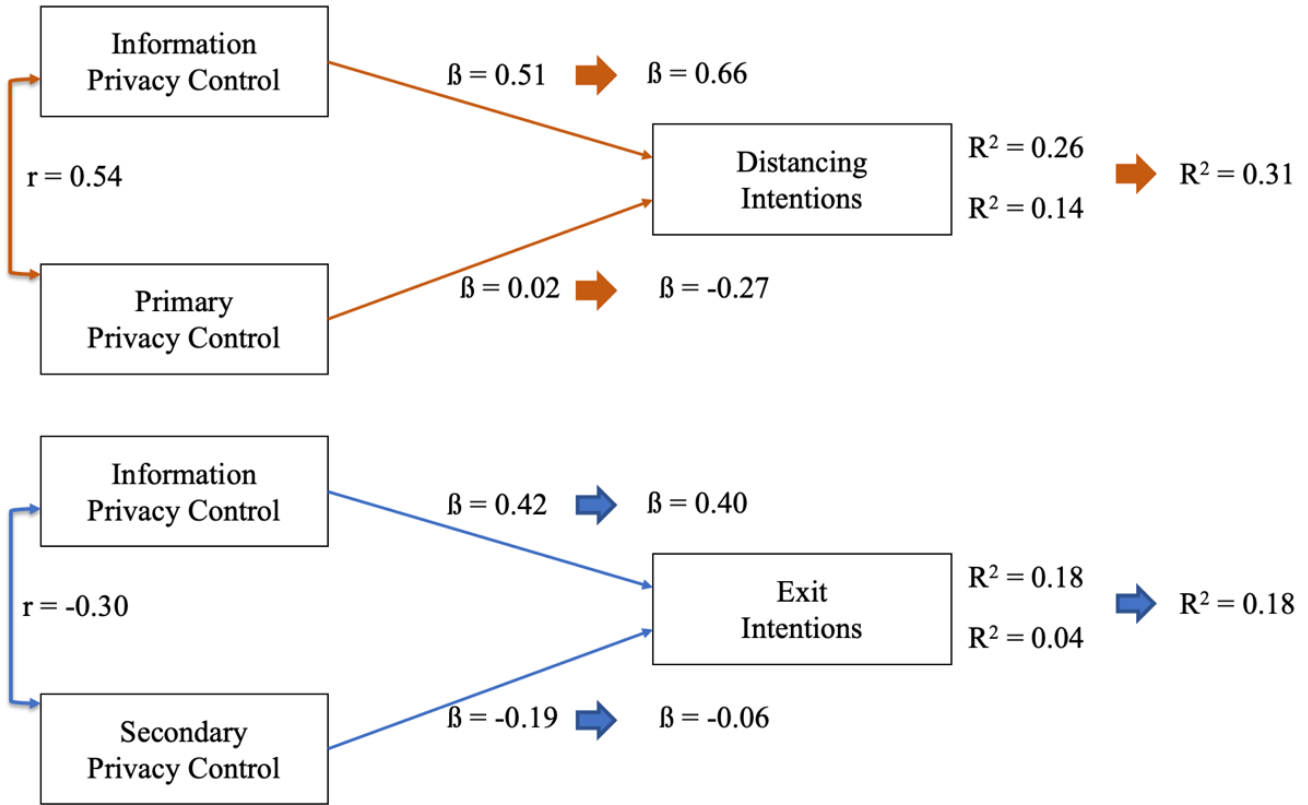 Information
Privacy Control
ß = 0.51
ß = 0.66
Distancing
Intentions
R² = 0.26
R² = 0.14
R² = 0.31
r = 0.54
Primary
Privacy Control
ß = 0.02
ß = -0.27
Information
Privacy Control
ß = 0.42
ß = 0.40
Exit
Intentions
R² = 0.18
R² = 0.04
R² = 0.18
r = -0.30
Secondary
Privacy Control
ß = -0.19
ß = -0.06